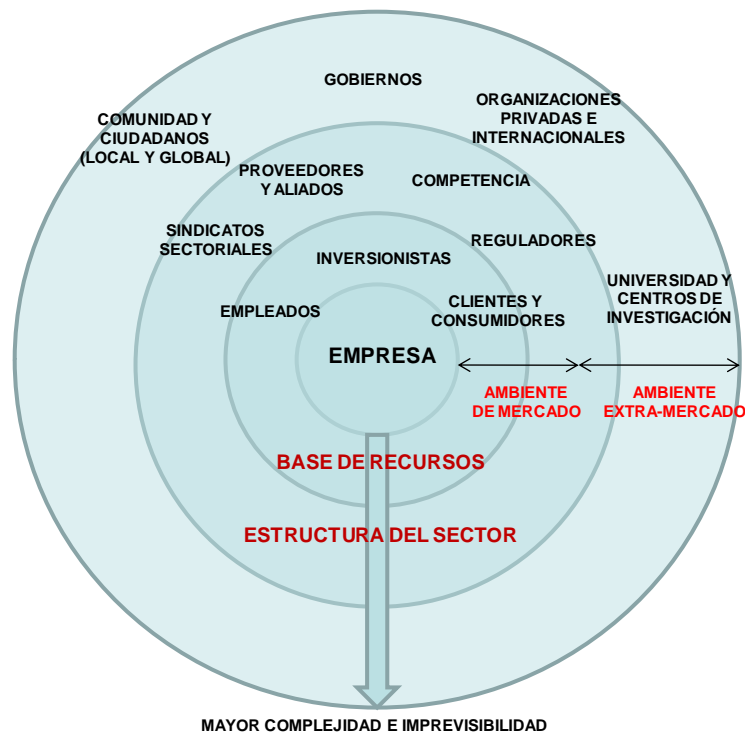 GOBIERNOS
ORGANIZACIONES
PRIVADAS E
INTERNACIONALES
COMUNIDAD Y
CIUDADANOS
(LOCAL Y GLOBAL)
PROVEEDORES
Y ALIADOS
COMPETENCIA
SINDICATOS
SECTORIALES
REGULADORES
INVERSIONISTAS
UNIVERSIDAD Y
CENTROS DE
INVESTIGACIÓN
EMPLEADOS
CLIENTES Y
CONSUMIDORES
EMPRESA
AMBIENTE
DE MERCADO
AMBIENTE
EXTRA-MERCADO
BASE DE RECURSOS
ESTRUCTURA DEL SECTOR
MAYOR COMPLEJIDAD E IMPREVISIBILIDAD